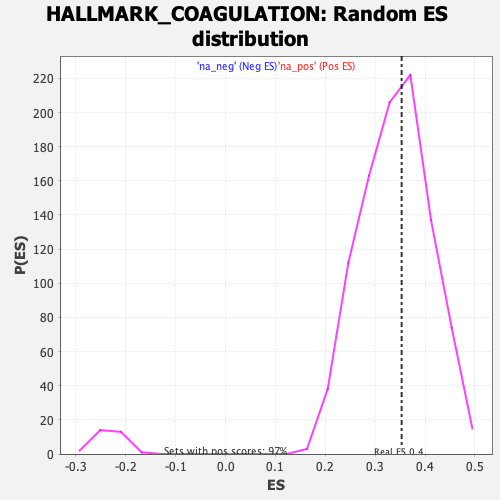 HALLMARK_COAGULATION: Random ES
distribution
'na_neg' (Neg ES) 'na_pos' (Pos ES)
220
200
180
160
140
120
100
80
60
40
20
0
P(ES)
Sets with pos scores: 97%
Real ES 0.4
-0.3 -0.2 -0.1 0.0 0.1 0.2 0.3 0.4 0.5
ES